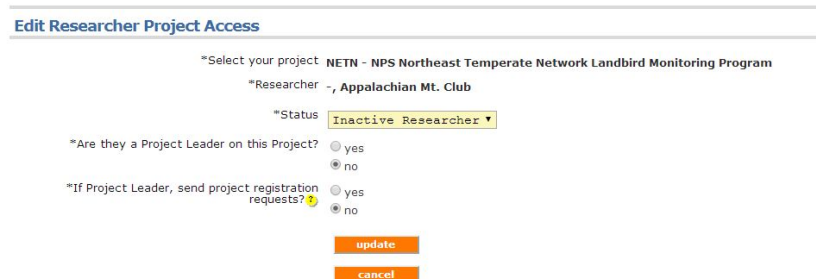 Edit Researcher Project Access
*Select your project NETN - NPS Northeast Temperate Network Landbird Monitoring Program
*Researcher -, Appalachian Mt. Club
*Status Inactive Researcher
*Are they a Project Leader on this Project? yes
no
*If Project Leader, send project registration yes
requests? ?
no
update
cancel